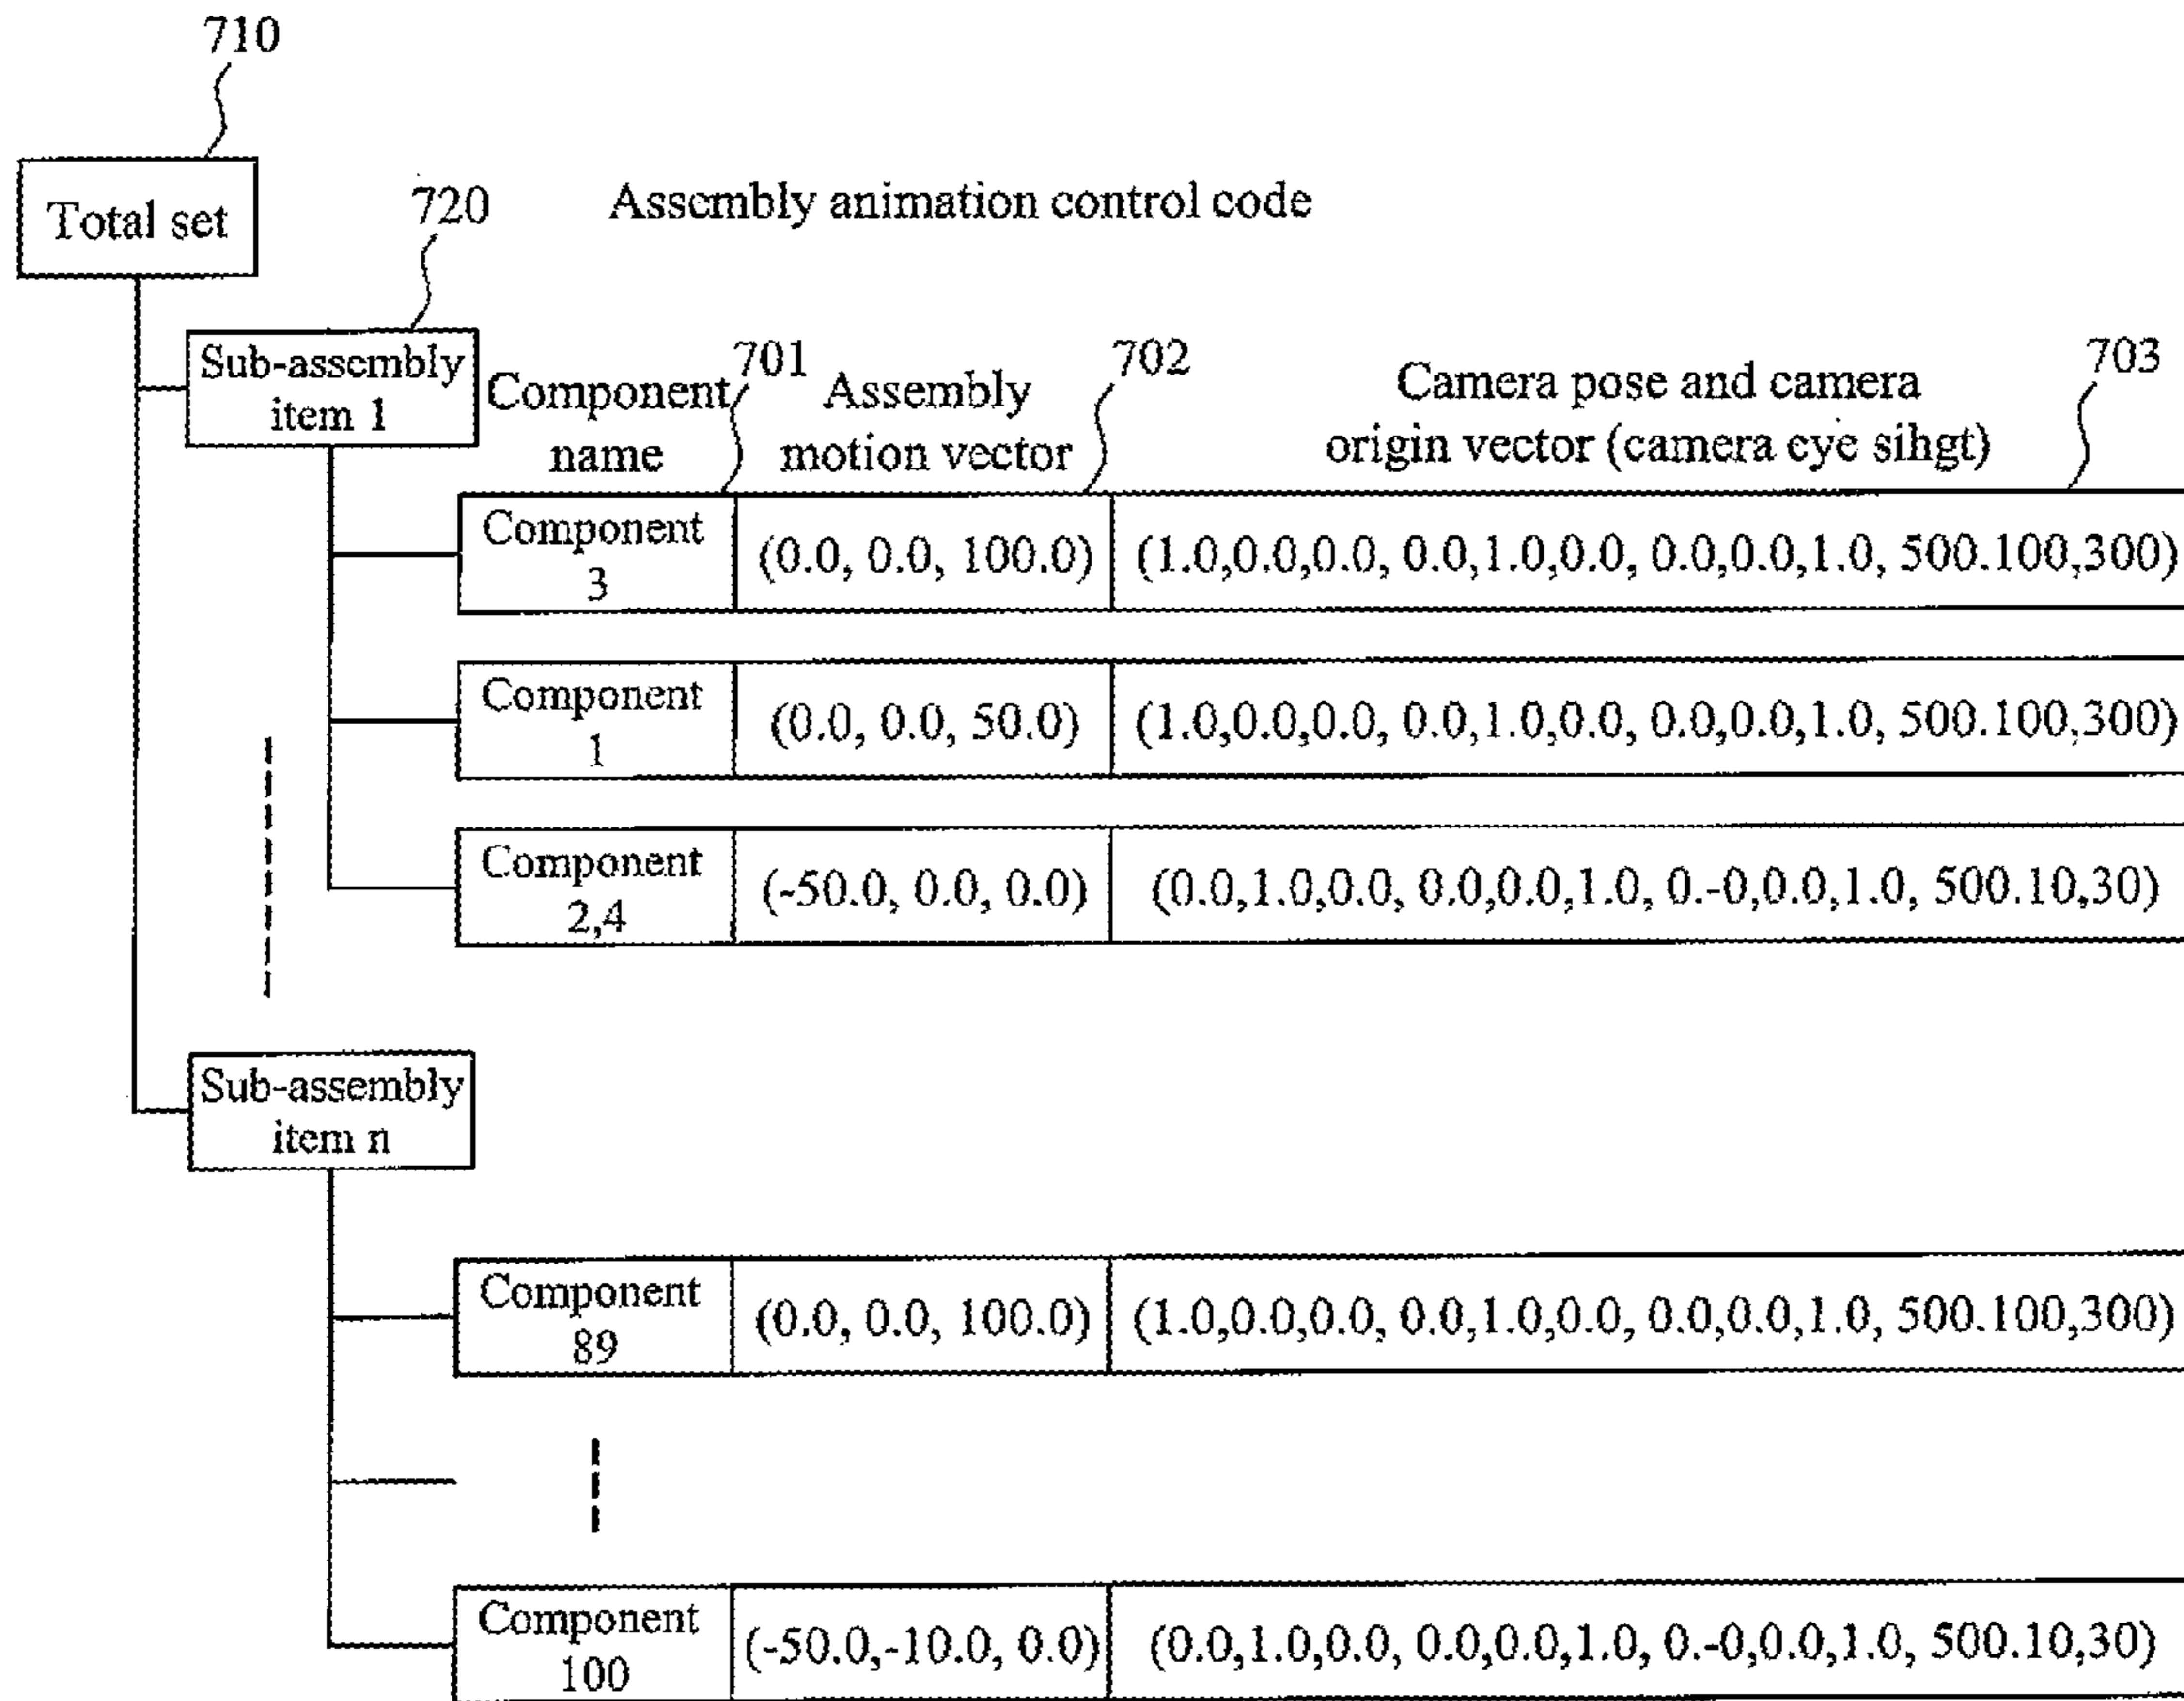 710
Total set
720
Assembly animation control code
Sub-assembly
item 1
Component
name
701
Assembly
motion vector
702
Camera pose and camera
origin vector (camera eye sihgt)
703
Component
3
(0.0, 0.0, 100.0)
(1.0,0.0,0.0, 0.0,1.0,0.0, 0.0,0.0,1.0, 500.100,300)
Component
1
(0.0, 0.0, 50.0)
(1.0,0.0,0.0, 0.0,1.0,0.0, 0.0,0.0,1.0, 500.100,300)
Component
2,4
(-50.0, 0.0, 0.0)
(0.0,1.0,0.0, 0.0,0.0,1.0, 0.-0,0.0,1.0, 500.10,30)
Sub-assembly
item n
Component
89
(0.0, 0.0, 100.0)
(1.0,0.0,0.0, 0.0,1.0,0.0, 0.0,0.0,1.0, 500.100,300)
Component
100
(-50.0,-10.0, 0.0)
(0.0,1.0,0.0, 0.0,0.0,1.0, 0.-0,0.0,1.0, 500.10,30)